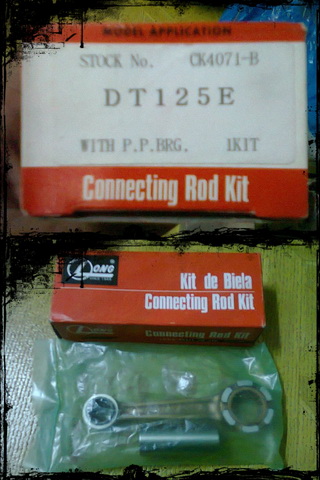 MODEL APPLICATION
STOCK No. CK4071-B
DT125E
WITH P.P.BRG. 1KIT
Connecting Rod Kit
Kit de Biela
Connecting Rod Kit
Connecting Rod Kit